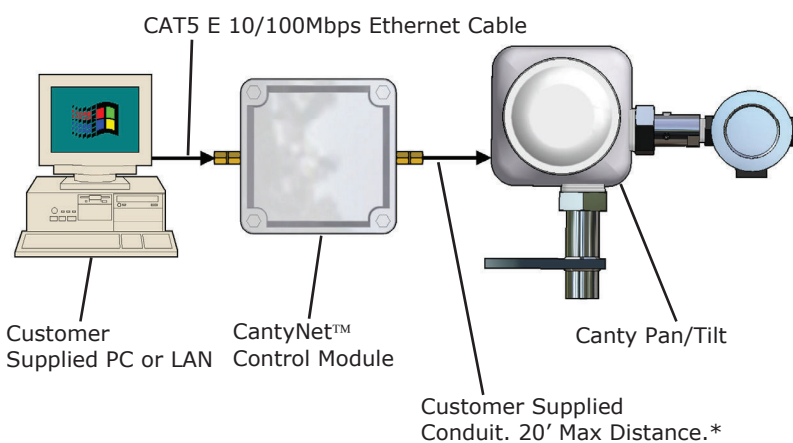 CAT5 E 10/100Mbps Ethernet Cable
Customer
Supplied PC or LAN
CantyNet™
Control Module
Canty Pan/Tilt
Customer Supplied
Conduit. 20’ Max Distance.*